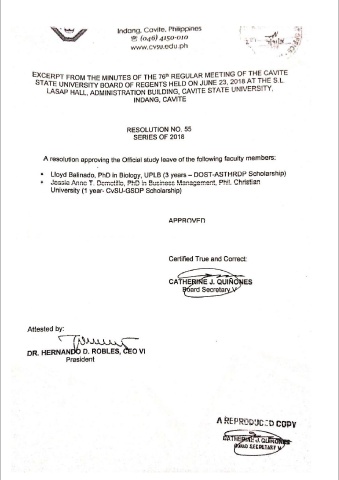 Indang, Cavite, Philippines
☏ (046) 4150-010
www.cvsu.edu.ph
EXCERPT FROM THE MINUTES OF THE 76th REGULAR MEETING OF THE CAVITE
STATE UNIVERSITY BOARD OF REGENTS HELD ON JUNE 23, 2018 AT THE S.L
LASAP HALL, ADMINISTRATION BUILDING, CAVITE STATE UNIVERSITY,
INDANG, CAVITE
RESOLUTION NO. 55
SERIES OF 2018
A resolution approving the Official study leave of the following faculty members:
• Lloyd Balinado, PhD in Biology, UPLB (3 years – DOST-ASTHRDP Scholarship)
• Jessie Anne T. Demetillo, PhD in Business Management, Phil. Christian
University (1 year- CvSU-GSDP Scholarship)
APPROVED
Certified True and Correct:
CATHERINE J. QUIÑONES
Board Secretary V
Attested by:
DR. HERNANDO D. ROBLES, CEO VI
President
A REPRODUCED COPY
CATHERINE J. QUIÑONES
BOARD SECRETARY V